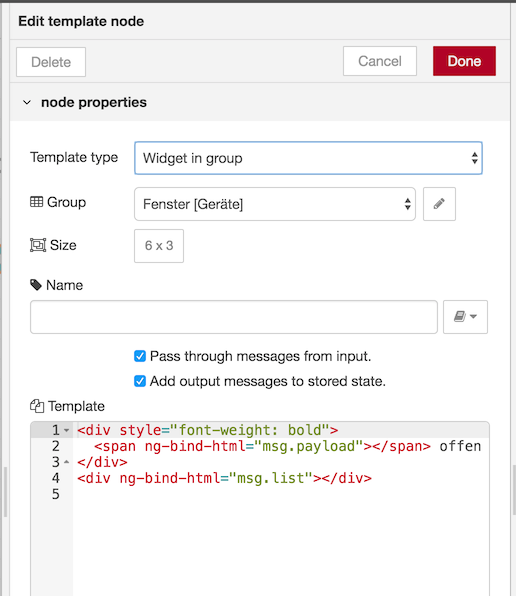 Edit template node
Delete Cancel Done
node properties
Template type Widget in group
Group Fenster [Geräte]
Size 6 x 3
Name
Pass through messages from input.
Add output messages to stored state.
Template
1 <div style="font-weight: bold">
2 <span ng-bind-html="msg.payload"></span> offen
3 </div>
4 <div ng-bind-html="msg.list"></div>
5